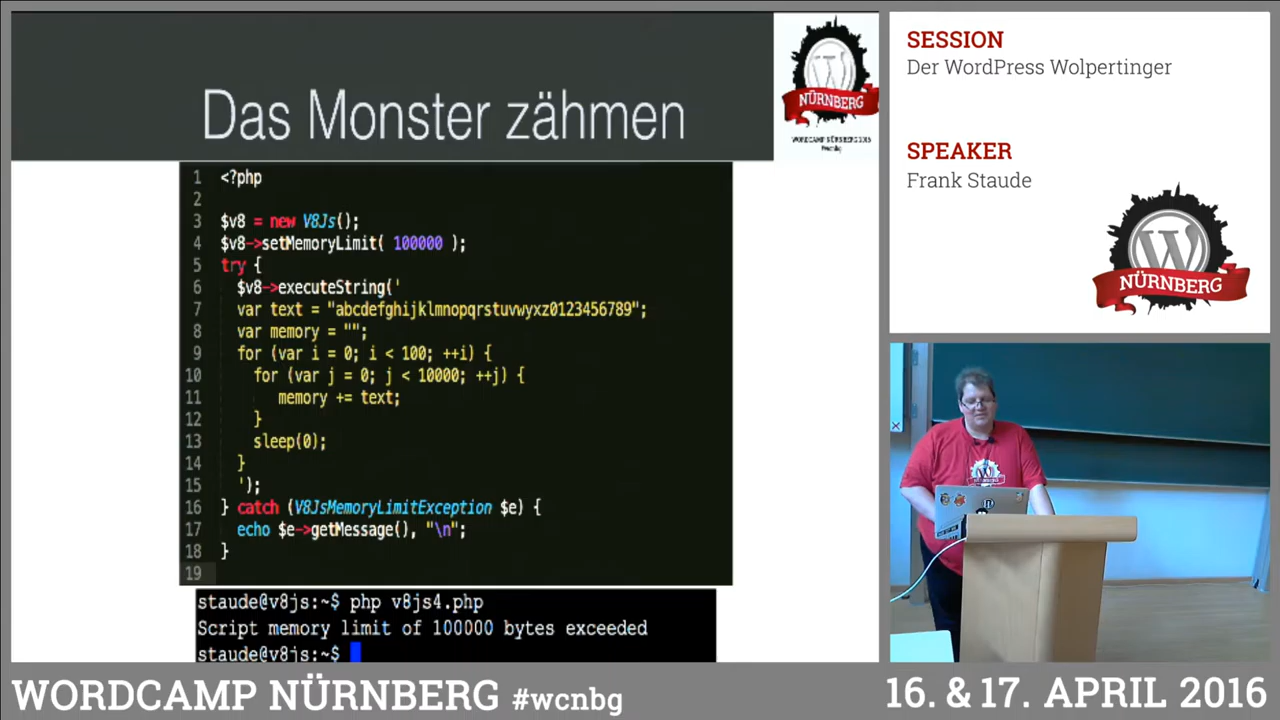 Das Monster zähmen
NÜRNBERG
WORDCAMP NÜRNBERG 2016
#wcnbg
1 <?php
2
3 $v8 = new V8Js();
4 $v8->setMemoryLimit( 100000 );
5 try {
6 $v8->executeString('
7 var text = "abcdefghijklmnopqrstuvwyxz0123456789";
8 var memory = "";
9 for (var i = 0; i < 100; ++i) {
10 for (var j = 0; j < 10000; ++j) {
11 memory += text;
12 }
13 sleep(0);
14 }
15 ');
16 } catch (V8JsMemoryLimitException $e) {
17 echo $e->getMessage(), "\n";
18 }
19
staude@v8js:~$ php v8js4.php
Script memory limit of 100000 bytes exceeded
staude@v8js:~$
SESSION
Der WordPress Wolpertinger
SPEAKER
Frank Staude
NÜRNBERG
WORDCAMP NÜRNBERG #wcnbg
16. & 17. APRIL 2016